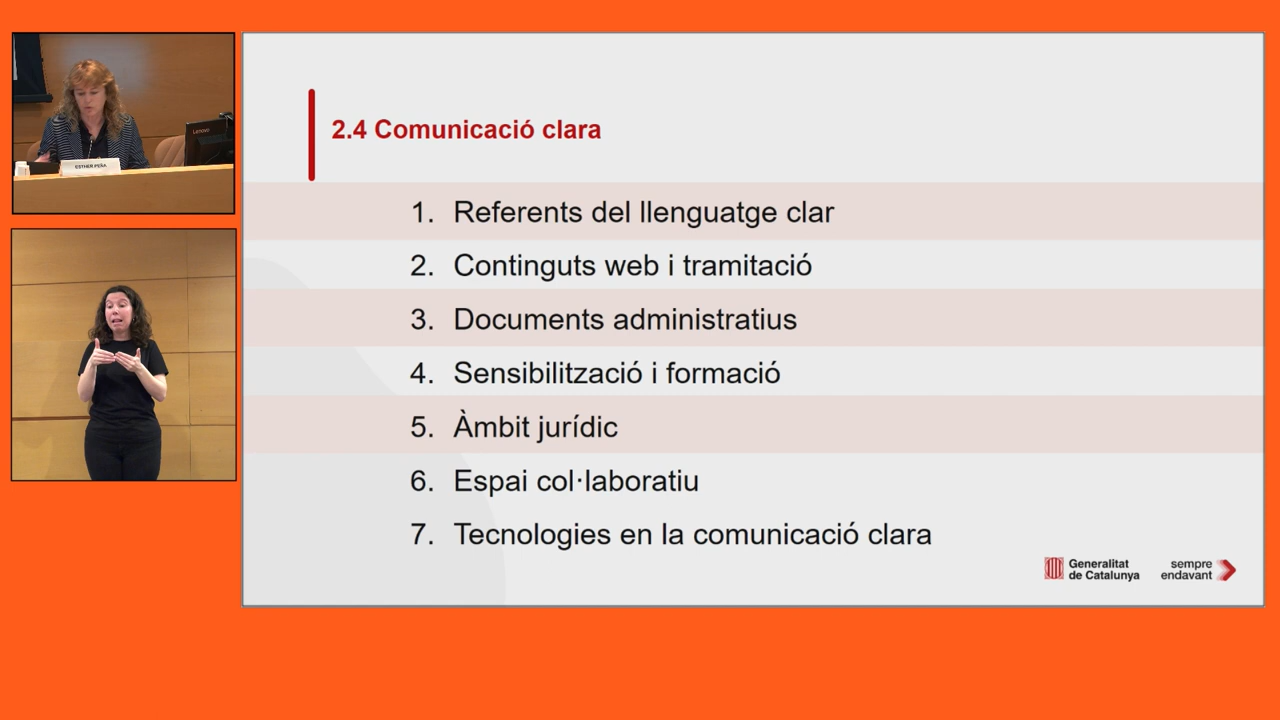 Lenovo
ESTHER PEÑA
2.4 Comunicació clara
1. Referents del llenguatge clar
2. Continguts web i tramitació
3. Documents administratius
4. Sensibilització i formació
5. Àmbit jurídic
6. Espai col·laboratiu
7. Tecnologies en la comunicació clara
Generalitat
de Catalunya
sempre
endavant